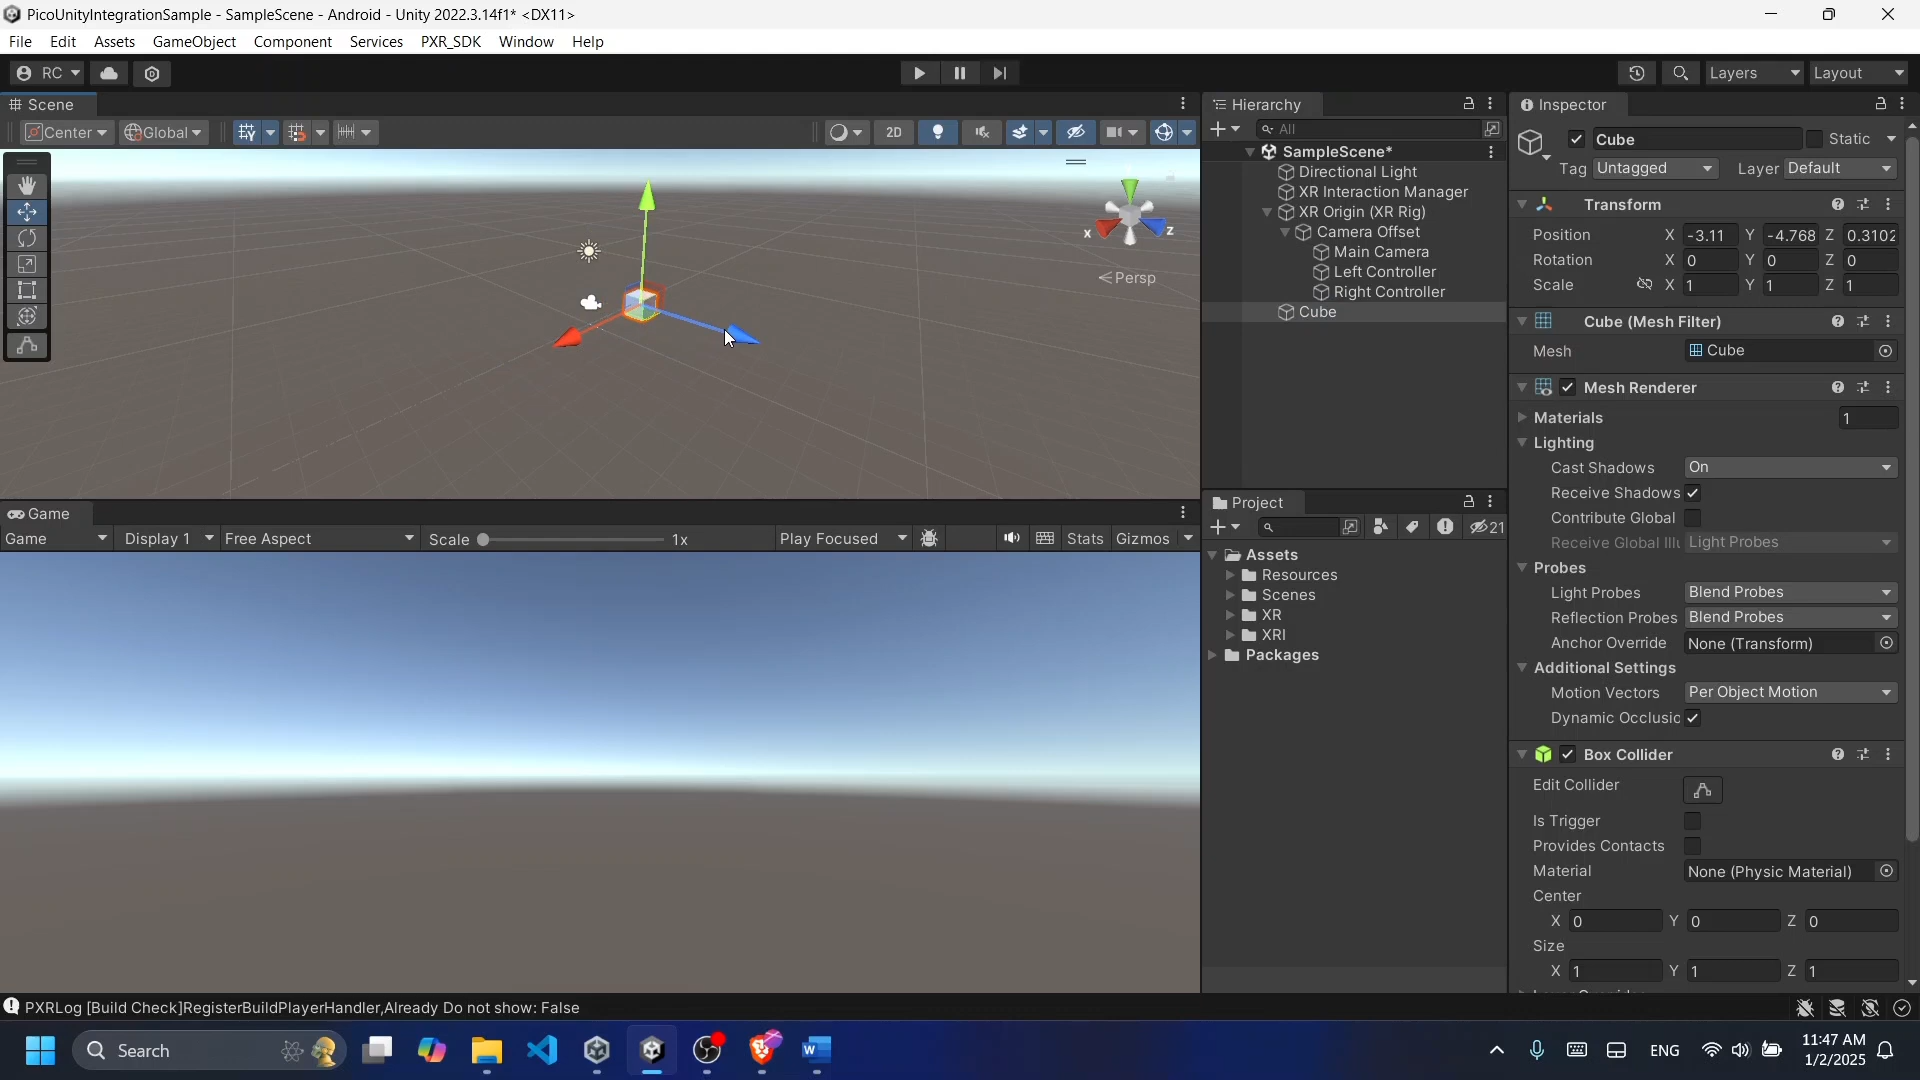 PicoUnityIntegrationSample - SampleScene - Android - Unity 2022.3.14f1* <DX11>
File Edit Assets GameObject Component Services PXR_SDK Window Help
RC Layers Layout
Scene
Center Global 2D
x z
Persp
Game
Game Display 1 Free Aspect Scale 1x Play Focused Stats Gizmos
Hierarchy
All
SampleScene*
Directional Light
XR Interaction Manager
XR Origin (XR Rig)
Camera Offset
Main Camera
Left Controller
Right Controller
Cube
Project
21
Assets
Resources
Scenes
XR
XRI
Packages
Inspector
Cube Static
Tag Untagged Layer Default
Transform
Position X -3.11 Y -4.768 Z 0.3102
Rotation X 0 Y 0 Z 0
Scale X 1 Y 1 Z 1
Cube (Mesh Filter)
Mesh Cube
Mesh Renderer
Materials 1
Lighting
Cast Shadows On
Receive Shadows
Contribute Global
Receive Global Illu Light Probes
Probes
Light Probes Blend Probes
Reflection Probes Blend Probes
Anchor Override None (Transform)
Additional Settings
Motion Vectors Per Object Motion
Dynamic Occlusic
Box Collider
Edit Collider
Is Trigger
Provides Contacts
Material None (Physic Material)
Center
X 0 Y 0 Z 0
Size
X 1 Y 1 Z 1
PXRLog [Build Check]RegisterBuildPlayerHandler,Already Do not show: False
Search ENG 11:47 AM
1/2/2025